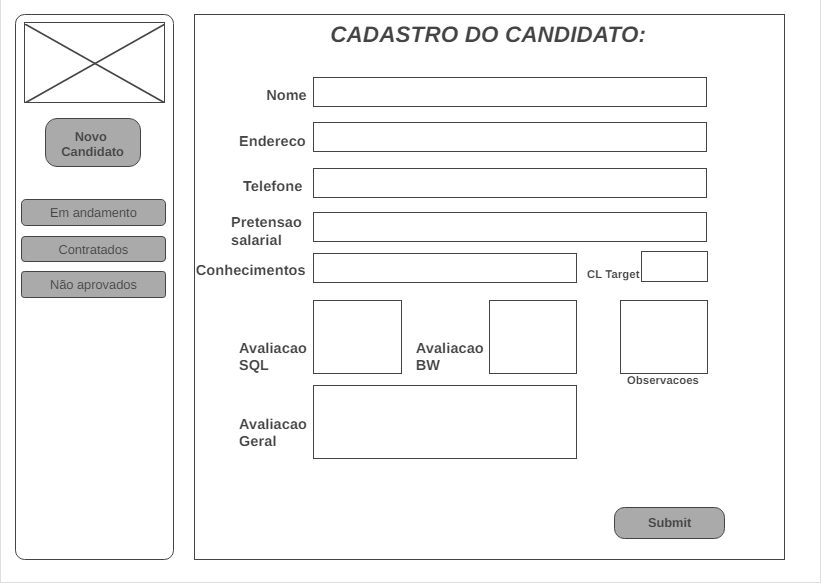 Novo
Candidato
Em andamento
Contratados
Não aprovados
CADASTRO DO CANDIDATO:
Nome
Endereco
Telefone
Pretensao
salarial
Conhecimentos
CL Target
Avaliacao
SQL
Avaliacao
BW
Observacoes
Avaliacao
Geral
Submit